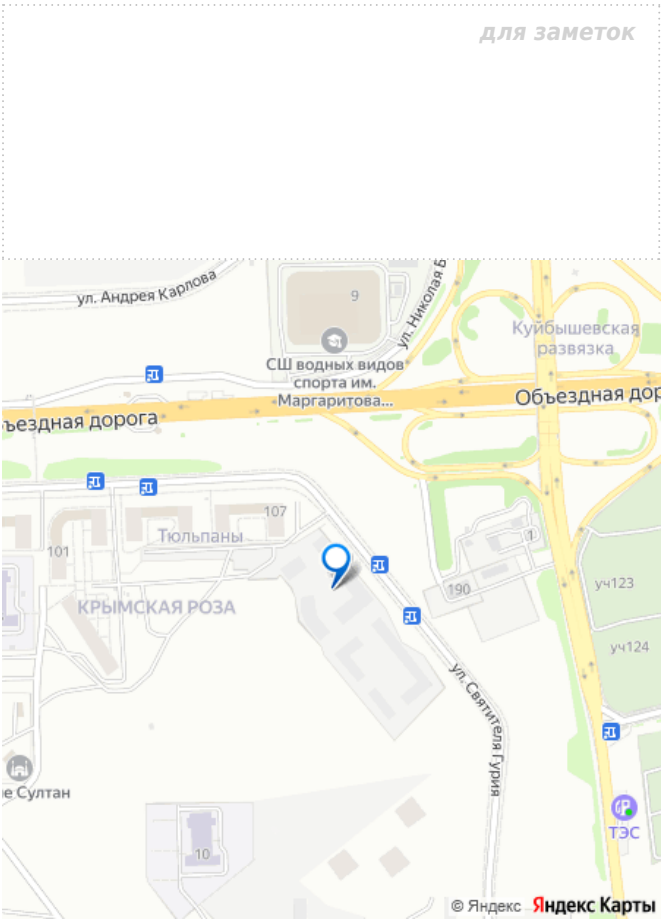 для заметок
ул. Андрея Карлова
9
ул. Николая Б
СШ водных видов
спорта им.
Маргаритова...
Куйбышевская
развязка
Объездная дор
ъездная дорога
107
Тюльпаны
101
КРЫМСКАЯ РОЗА
1
190
уч123
уч124
ул. Святителя Гурия
е Султан
10
ТЭС
© Яндекс Яндекс Карты